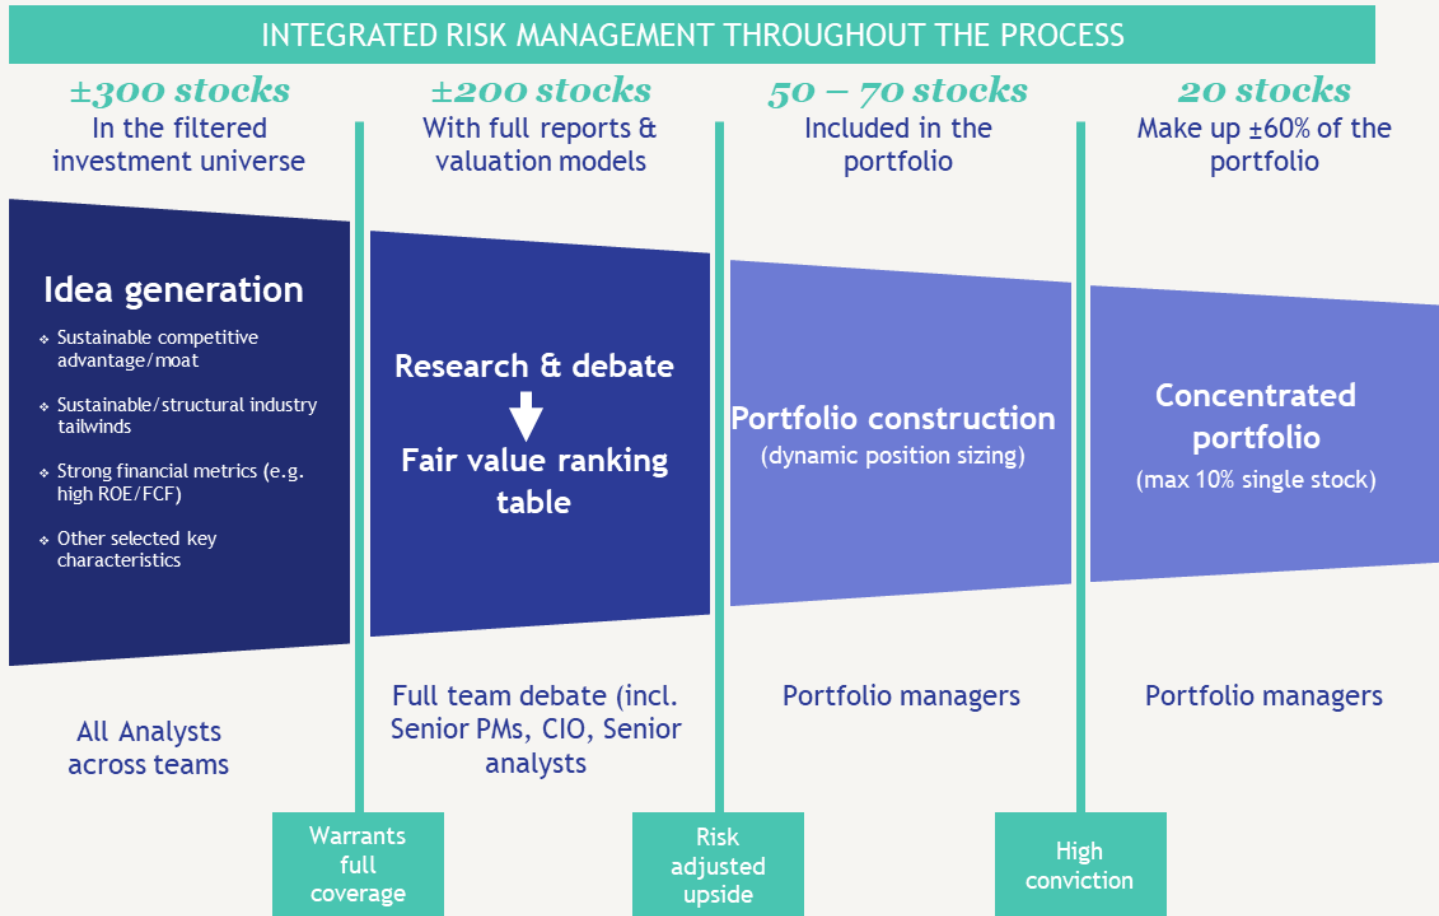 INTEGRATED RISK MANAGEMENT THROUGHOUT THE PROCESS
±300 stocks
In the filtered
investment universe
±200 stocks
With full reports &
valuation models
50 – 70 stocks
Included in the
portfolio
20 stocks
Make up ±60% of the
portfolio
Idea generation
❖ Sustainable competitive
advantage/moat
❖ Sustainable/structural industry
tailwinds
❖ Strong financial metrics (e.g.
high ROE/FCF)
❖ Other selected key
characteristics
Research & debate
Fair value ranking
table
Portfolio construction
(dynamic position sizing)
Concentrated
portfolio
(max 10% single stock)
All Analysts
across teams
Full team debate (incl.
Senior PMs, CIO, Senior
analysts
Portfolio managers
Portfolio managers
Warrants
full
coverage
Risk
adjusted
upside
High
conviction